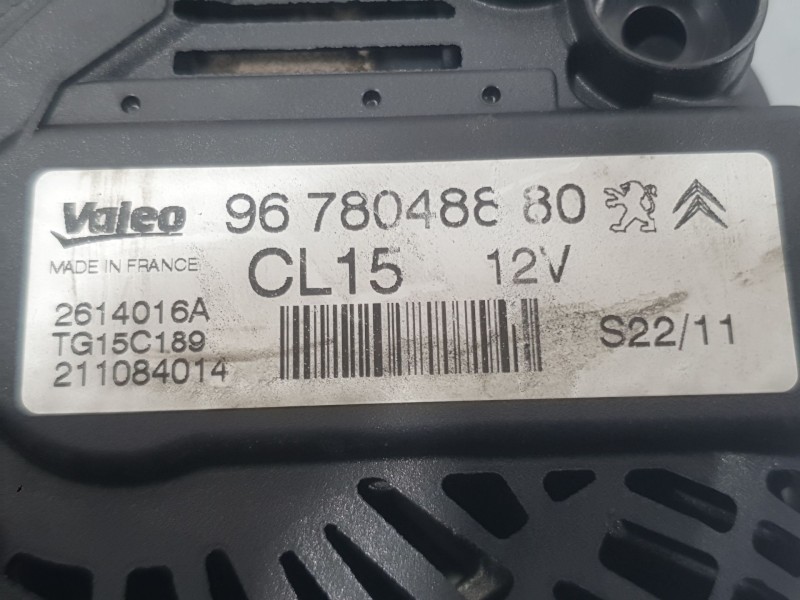 Valeo 96 780488 80
MADE IN FRANCE CL15 12V
2614016A
TG15C189 S22/11
211084014